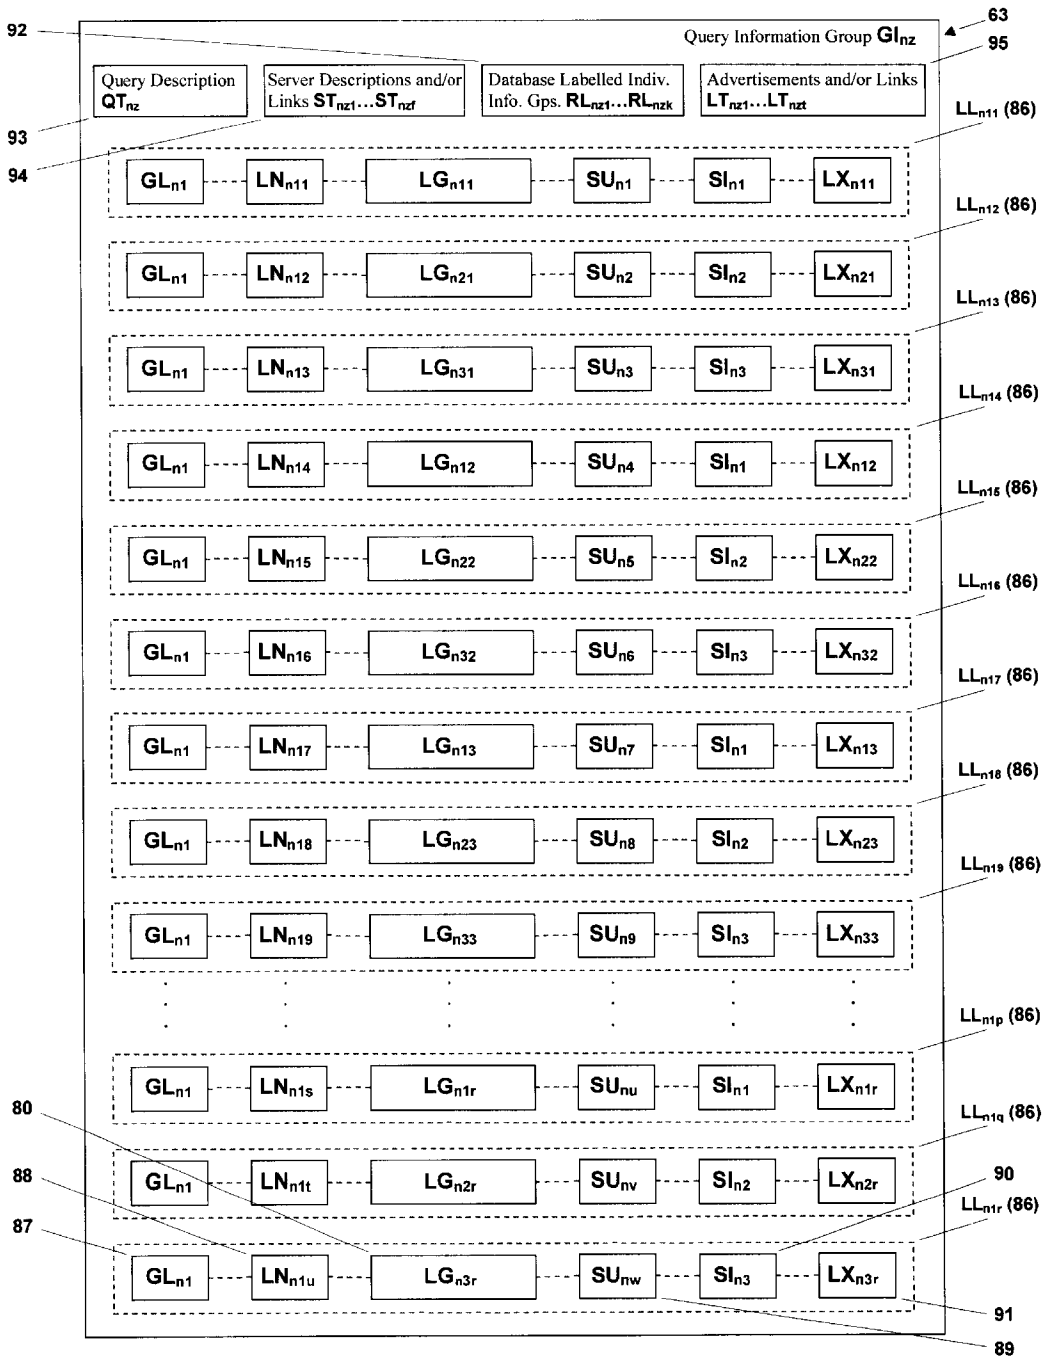 92
63
Query Information Group GInz
95
Query Description
QTnz
Server Descriptions and/or
Links STnz1...STnzf
Database Labelled Indiv.
Info. Gps. RLnz1...RLnzk
Advertisements and/or Links
LTnz1...LTnzt
93
94
LLn11 (86)
GLn1 LNn11 LGn11 SUn1 SIn1 LXn11
LLn12 (86)
GLn1 LNn12 LGn21 SUn2 SIn2 LXn21
LLn13 (86)
GLn1 LNn13 LGn31 SUn3 SIn3 LXn31
LLn14 (86)
GLn1 LNn14 LGn12 SUn4 SIn1 LXn12
LLn15 (86)
GLn1 LNn15 LGn22 SUn5 SIn2 LXn22
LLn16 (86)
GLn1 LNn16 LGn32 SUn6 SIn3 LXn32
LLn17 (86)
GLn1 LNn17 LGn13 SUn7 SIn1 LXn13
LLn18 (86)
GLn1 LNn18 LGn23 SUn8 SIn2 LXn23
LLn19 (86)
GLn1 LNn19 LGn33 SUn9 SIn3 LXn33
LLn1p (86)
GLn1 LNn1s LGn1r SUnu SIn1 LXn1r
80
LLn1q (86)
GLn1 LNn1t LGn2r SUnv SIn2 LXn2r
88
90
LLn1r (86)
87
GLn1 LNn1u LGn3r SUnw SIn3 LXn3r
91
89